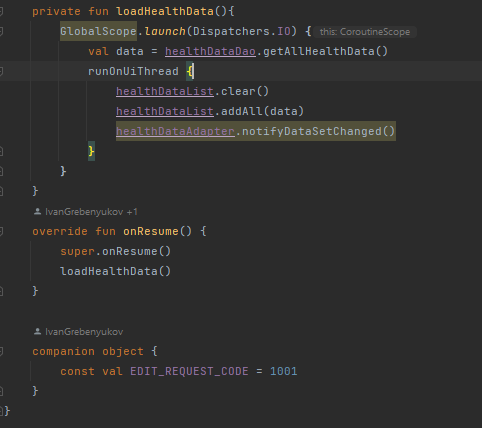 private fun loadHealthData(){
GlobalScope.launch(Dispatchers.IO) { this: CoroutineScope
val data = healthDataDao.getAllHealthData()
runOnUiThread {
healthDataList.clear()
healthDataList.addAll(data)
healthDataAdapter.notifyDataSetChanged()
}
}
}
IvanGrebenyukov +1
override fun onResume() {
super.onResume()
loadHealthData()
}
IvanGrebenyukov
companion object {
const val EDIT_REQUEST_CODE = 1001
}
}